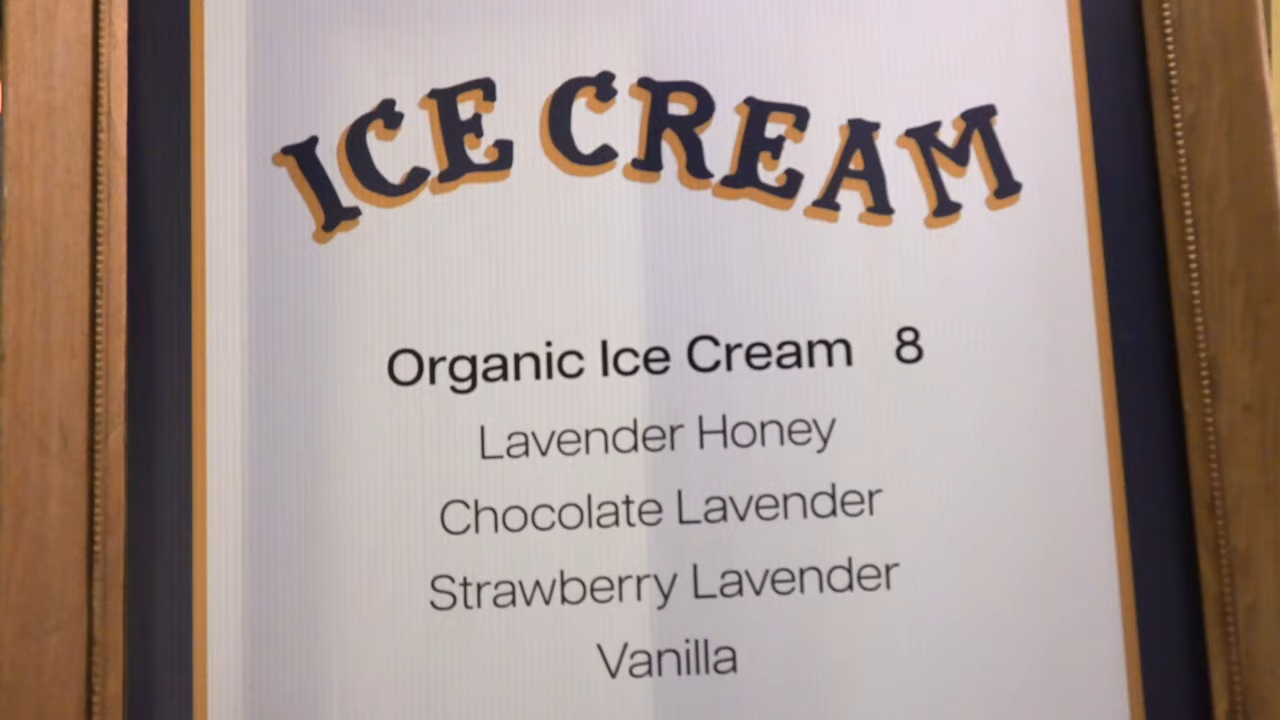 ICE CREAM
Organic Ice Cream 8
Lavender Honey
Chocolate Lavender
Strawberry Lavender
Vanilla